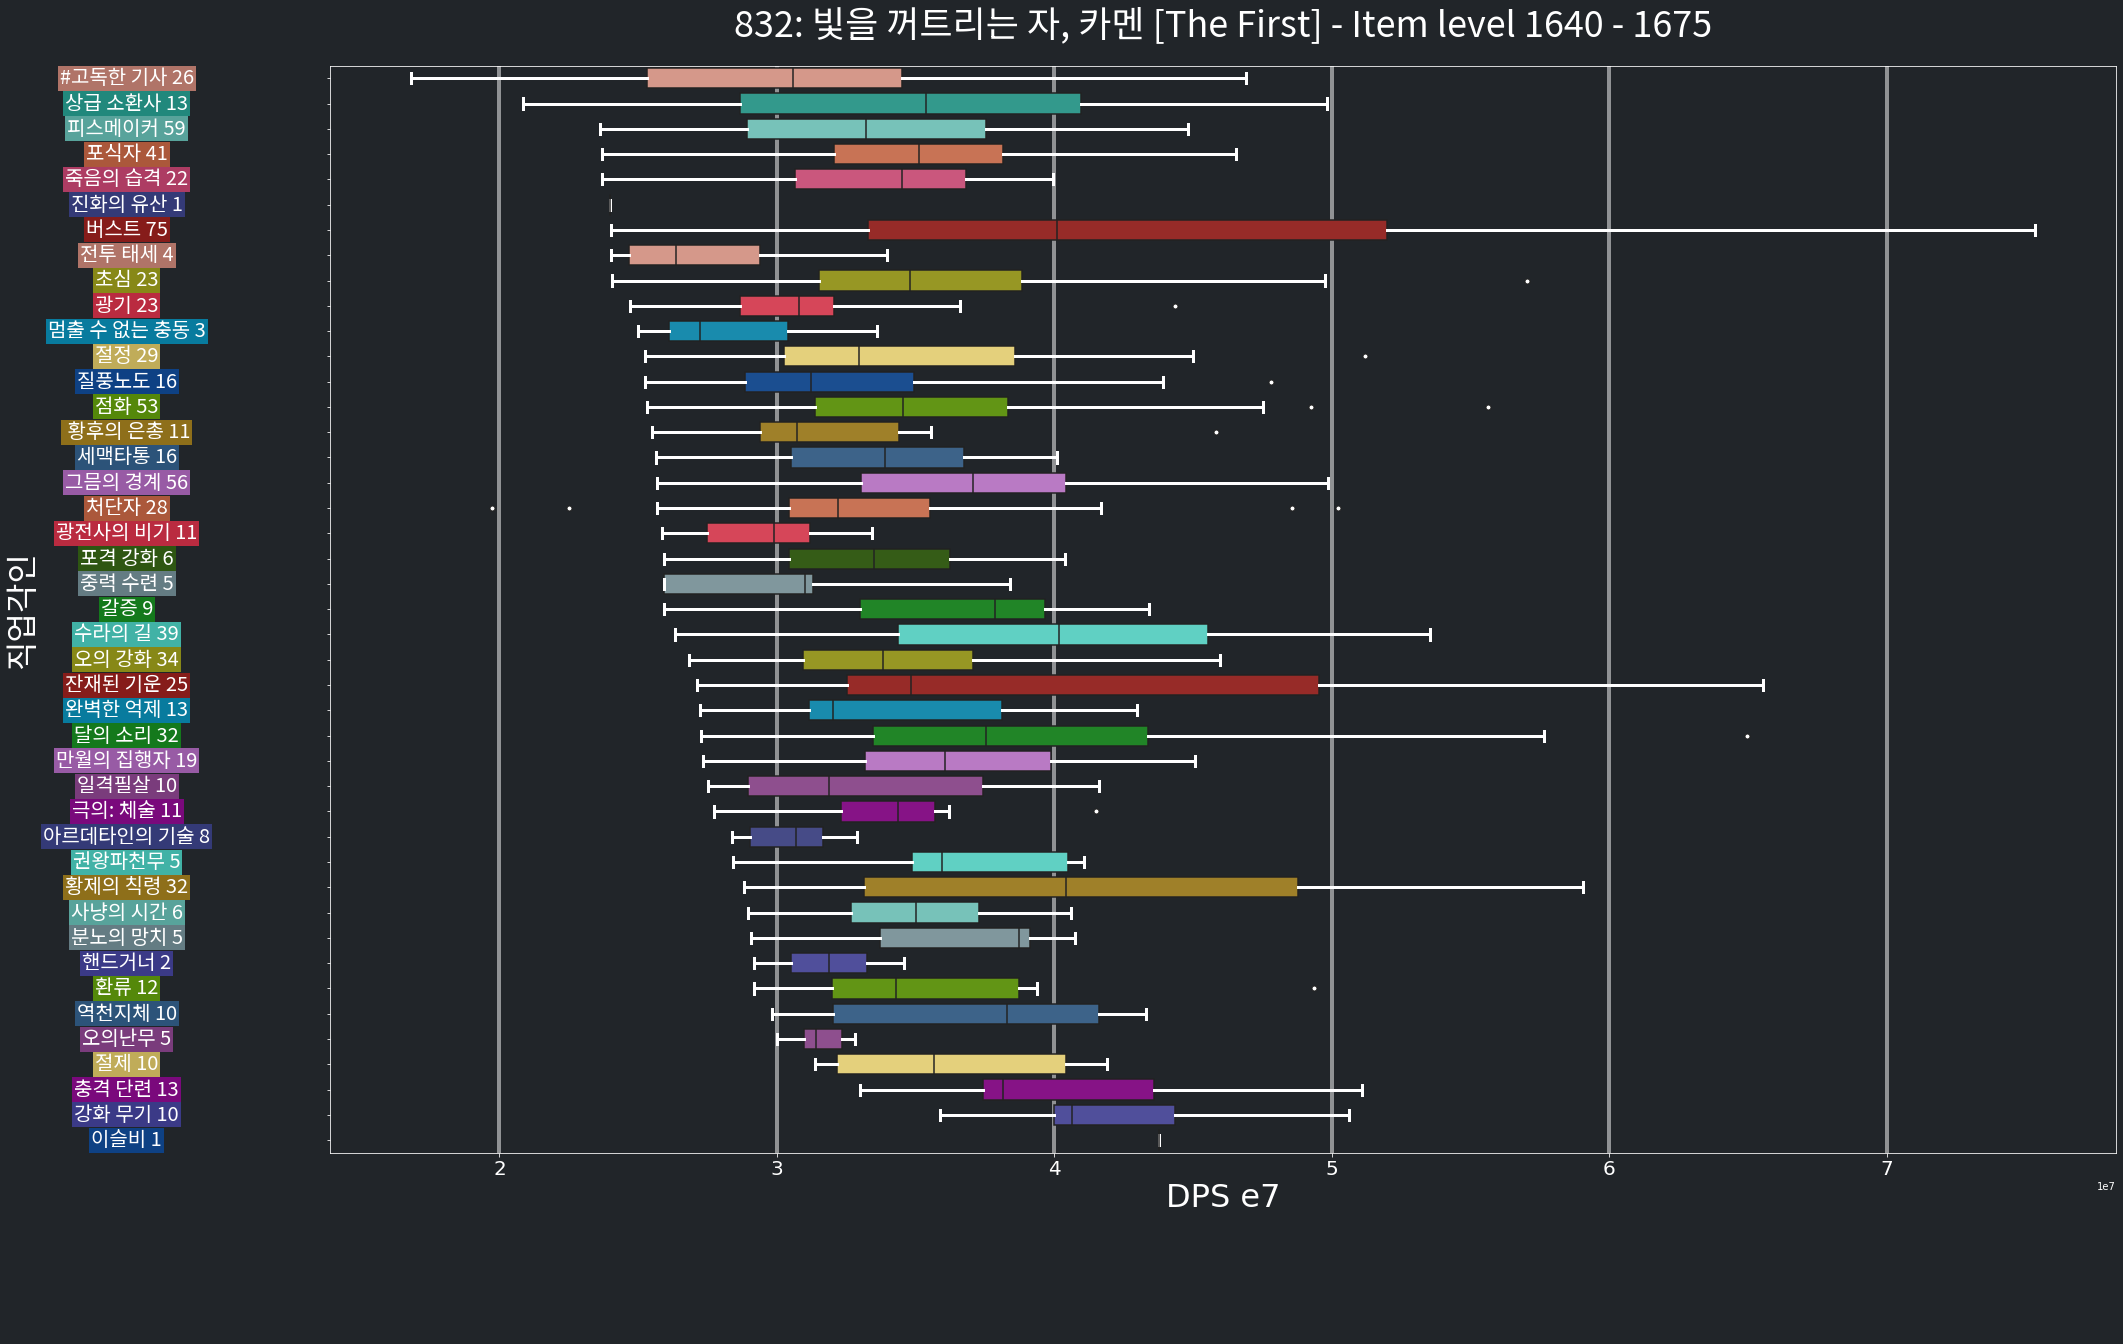 832: 빛을 꺼트리는 자, 카멘 [The First] - Item level 1640 - 1675
#고독한 기사 26
상급 소환사 13
피스메이커 59
포식자 41
죽음의 습격 22
진화의 유산 1
버스트 75
전투 태세 4
초심 23
광기 23
멈출 수 없는 충동 3
절정 29
질풍노도 16
점화 53
황후의 은총 11
세맥타통 16
그믐의 경계 56
처단자 28
광전사의 비기 11
포격 강화 6
중력 수련 5
갈증 9
수라의 길 39
오의 강화 34
잔재된 기운 25
완벽한 억제 13
달의 소리 32
만월의 집행자 19
일격필살 10
극의: 체술 11
아르데타인의 기술 8
권왕파천무 5
황제의 칙령 32
사냥의 시간 6
분노의 망치 5
핸드거너 2
환류 12
역천지체 10
오의난무 5
절제 10
충격 단련 13
강화 무기 10
이슬비 1
직업각인
2 3 4 5 6 7
DPS e7
1e7